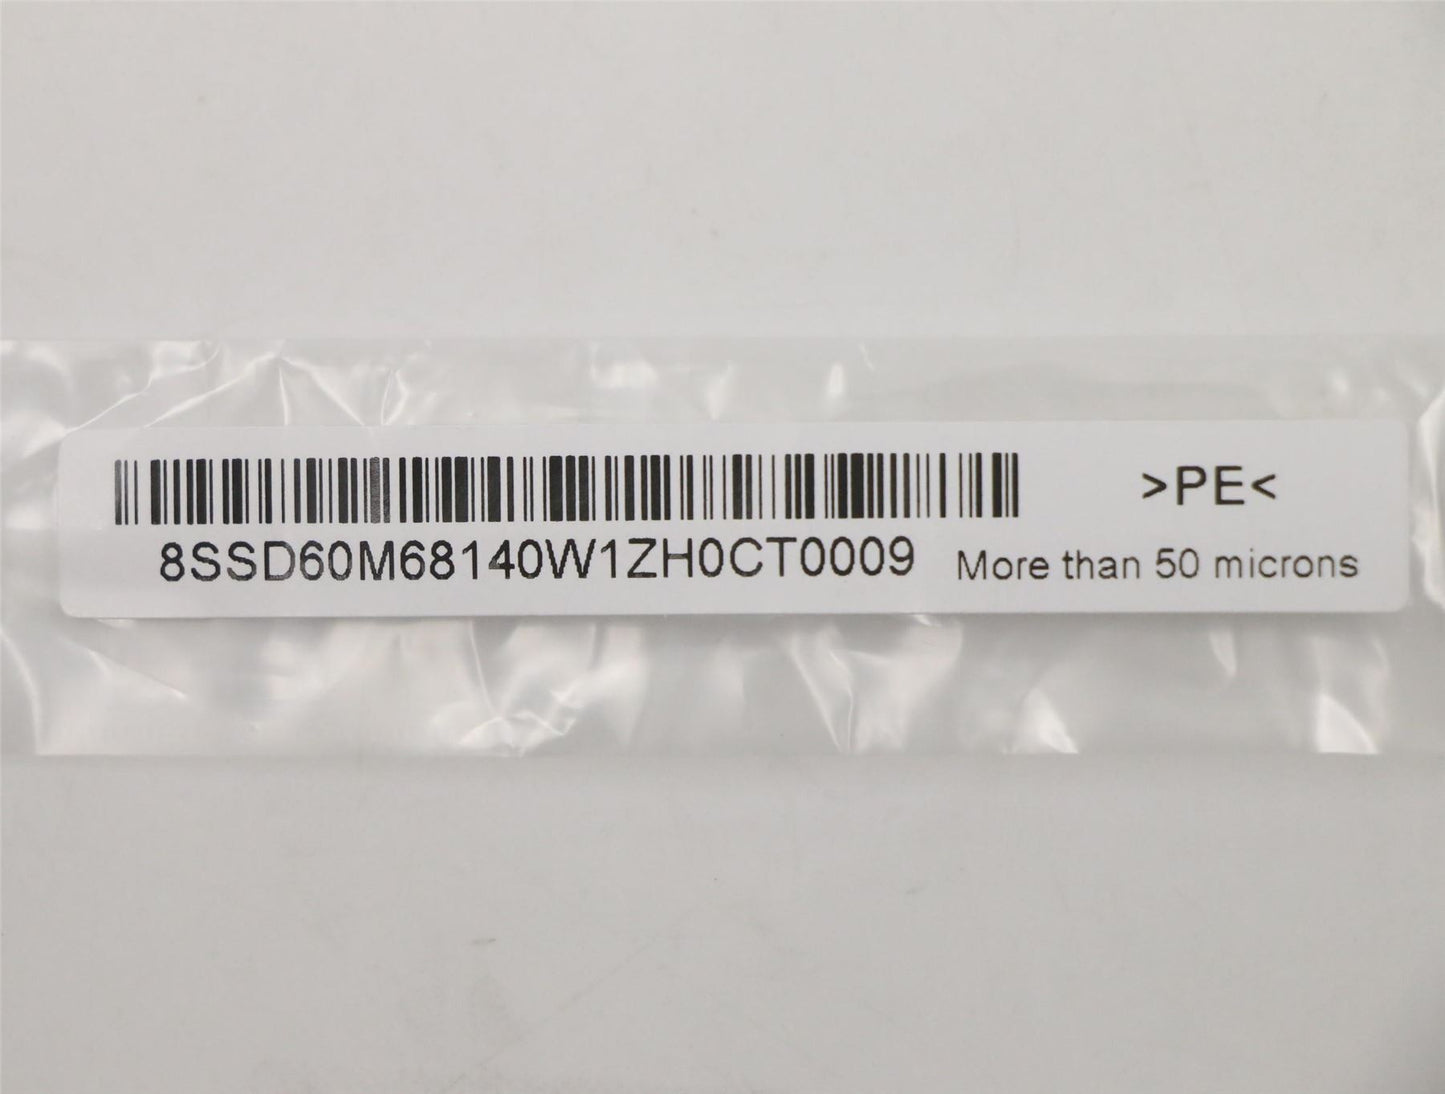 >PE<
8SSD60M68140W1ZH0CT0009 More than 50 microns